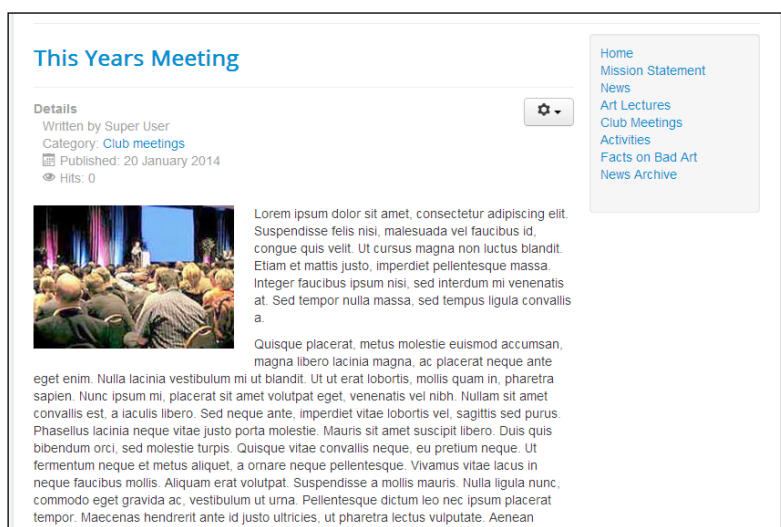 This Years Meeting
Details
Written by Super User
Category: Club meetings
Published: 20 January 2014
Hits: 0
Lorem ipsum dolor sit amet, consectetur adipiscing elit.
Suspendisse felis nisi, malesuada vel faucibus id,
congue quis velit. Ut cursus magna non luctus blandit.
Etiam et mattis justo, imperdiet pellentesque massa.
Integer faucibus ipsum nisi, sed interdum mi venenatis
at. Sed tempor nulla massa, sed tempus ligula convallis
a.
Quisque placerat, metus molestie euismod accumsan,
magna libero lacinia magna, ac placerat neque ante
eget enim. Nulla lacinia vestibulum mi ut blandit. Ut ut erat lobortis, mollis quam in, pharetra
sapien. Nunc ipsum mi, placerat sit amet volutpat eget, venenatis vel nibh. Nullam sit amet
convallis est, a iaculis libero. Sed neque ante, imperdiet vitae lobortis vel, sagittis sed purus.
Phasellus lacinia neque vitae justo porta molestie. Mauris sit amet suscipit libero. Duis quis
bibendum orci, sed molestie turpis. Quisque vitae convallis neque, eu pretium neque. Ut
fermentum neque et metus aliquet, a ornare neque pellentesque. Vivamus vitae lacus in
neque faucibus mollis. Aliquam erat volutpat. Suspendisse a mollis mauris. Nulla ligula nunc,
commodo eget gravida ac, vestibulum ut urna. Pellentesque dictum leo nec ipsum placerat
tempor. Maecenas hendrerit ante id justo ultricies, ut pharetra lectus vulputate. Aenean
Home
Mission Statement
News
Art Lectures
Club Meetings
Activities
Facts on Bad Art
News Archive